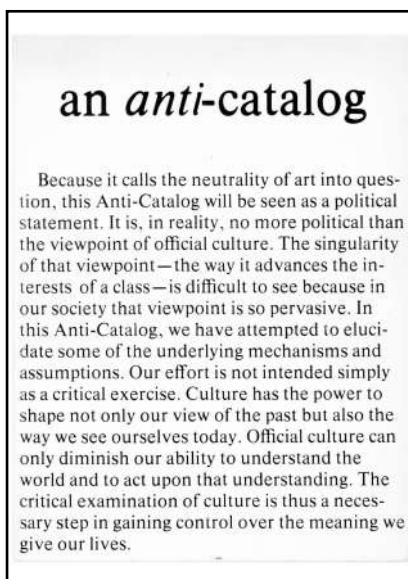 an anti-catalog
Because it calls the neutrality of art into ques-
tion, this Anti-Catalog will be seen as a political
statement. It is, in reality, no more political than
the viewpoint of official culture. The singularity
of that viewpoint—the way it advances the in-
terests of a class—is difficult to see because in
our society that viewpoint is so pervasive. In
this Anti-Catalog, we have attempted to eluci-
date some of the underlying mechanisms and
assumptions. Our effort is not intended simply
as a critical exercise. Culture has the power to
shape not only our view of the past but also the
way we see ourselves today. Official culture can
only diminish our ability to understand the
world and to act upon that understanding. The
critical examination of culture is thus a neces-
sary step in gaining control over the meaning we
give our lives.